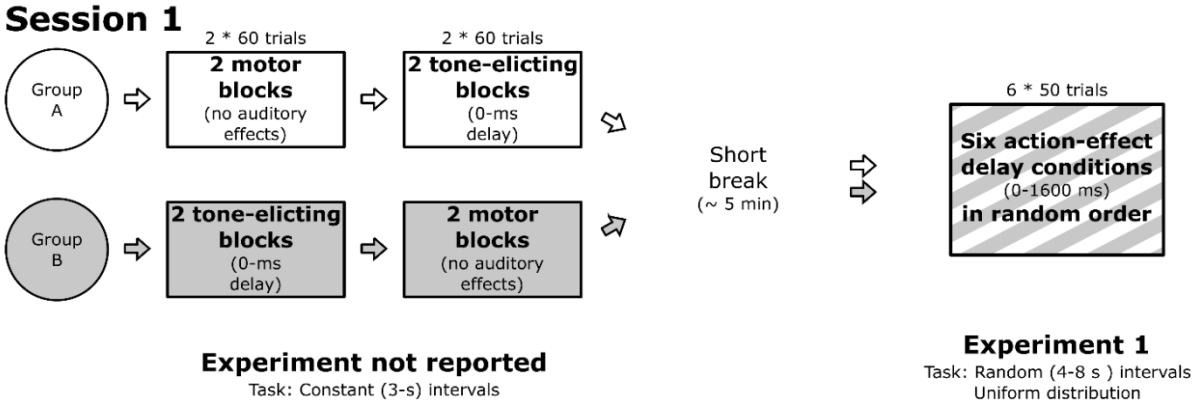 Session 1
Group
A
2 * 60 trials
2 motor
blocks
(no auditory
effects)
2 * 60 trials
2 tone-elicting
blocks
(0-ms
delay)
Group
B
2 tone-elicting
blocks
(0-ms
delay)
2 motor
blocks
(no auditory
effects)
Short
break
(~ 5 min)
6 * 50 trials
Six action-effect
delay conditions
(0-1600 ms)
in random order
Experiment not reported
Task: Constant (3-s) intervals
Experiment 1
Task: Random (4-8 s ) intervals
Uniform distribution